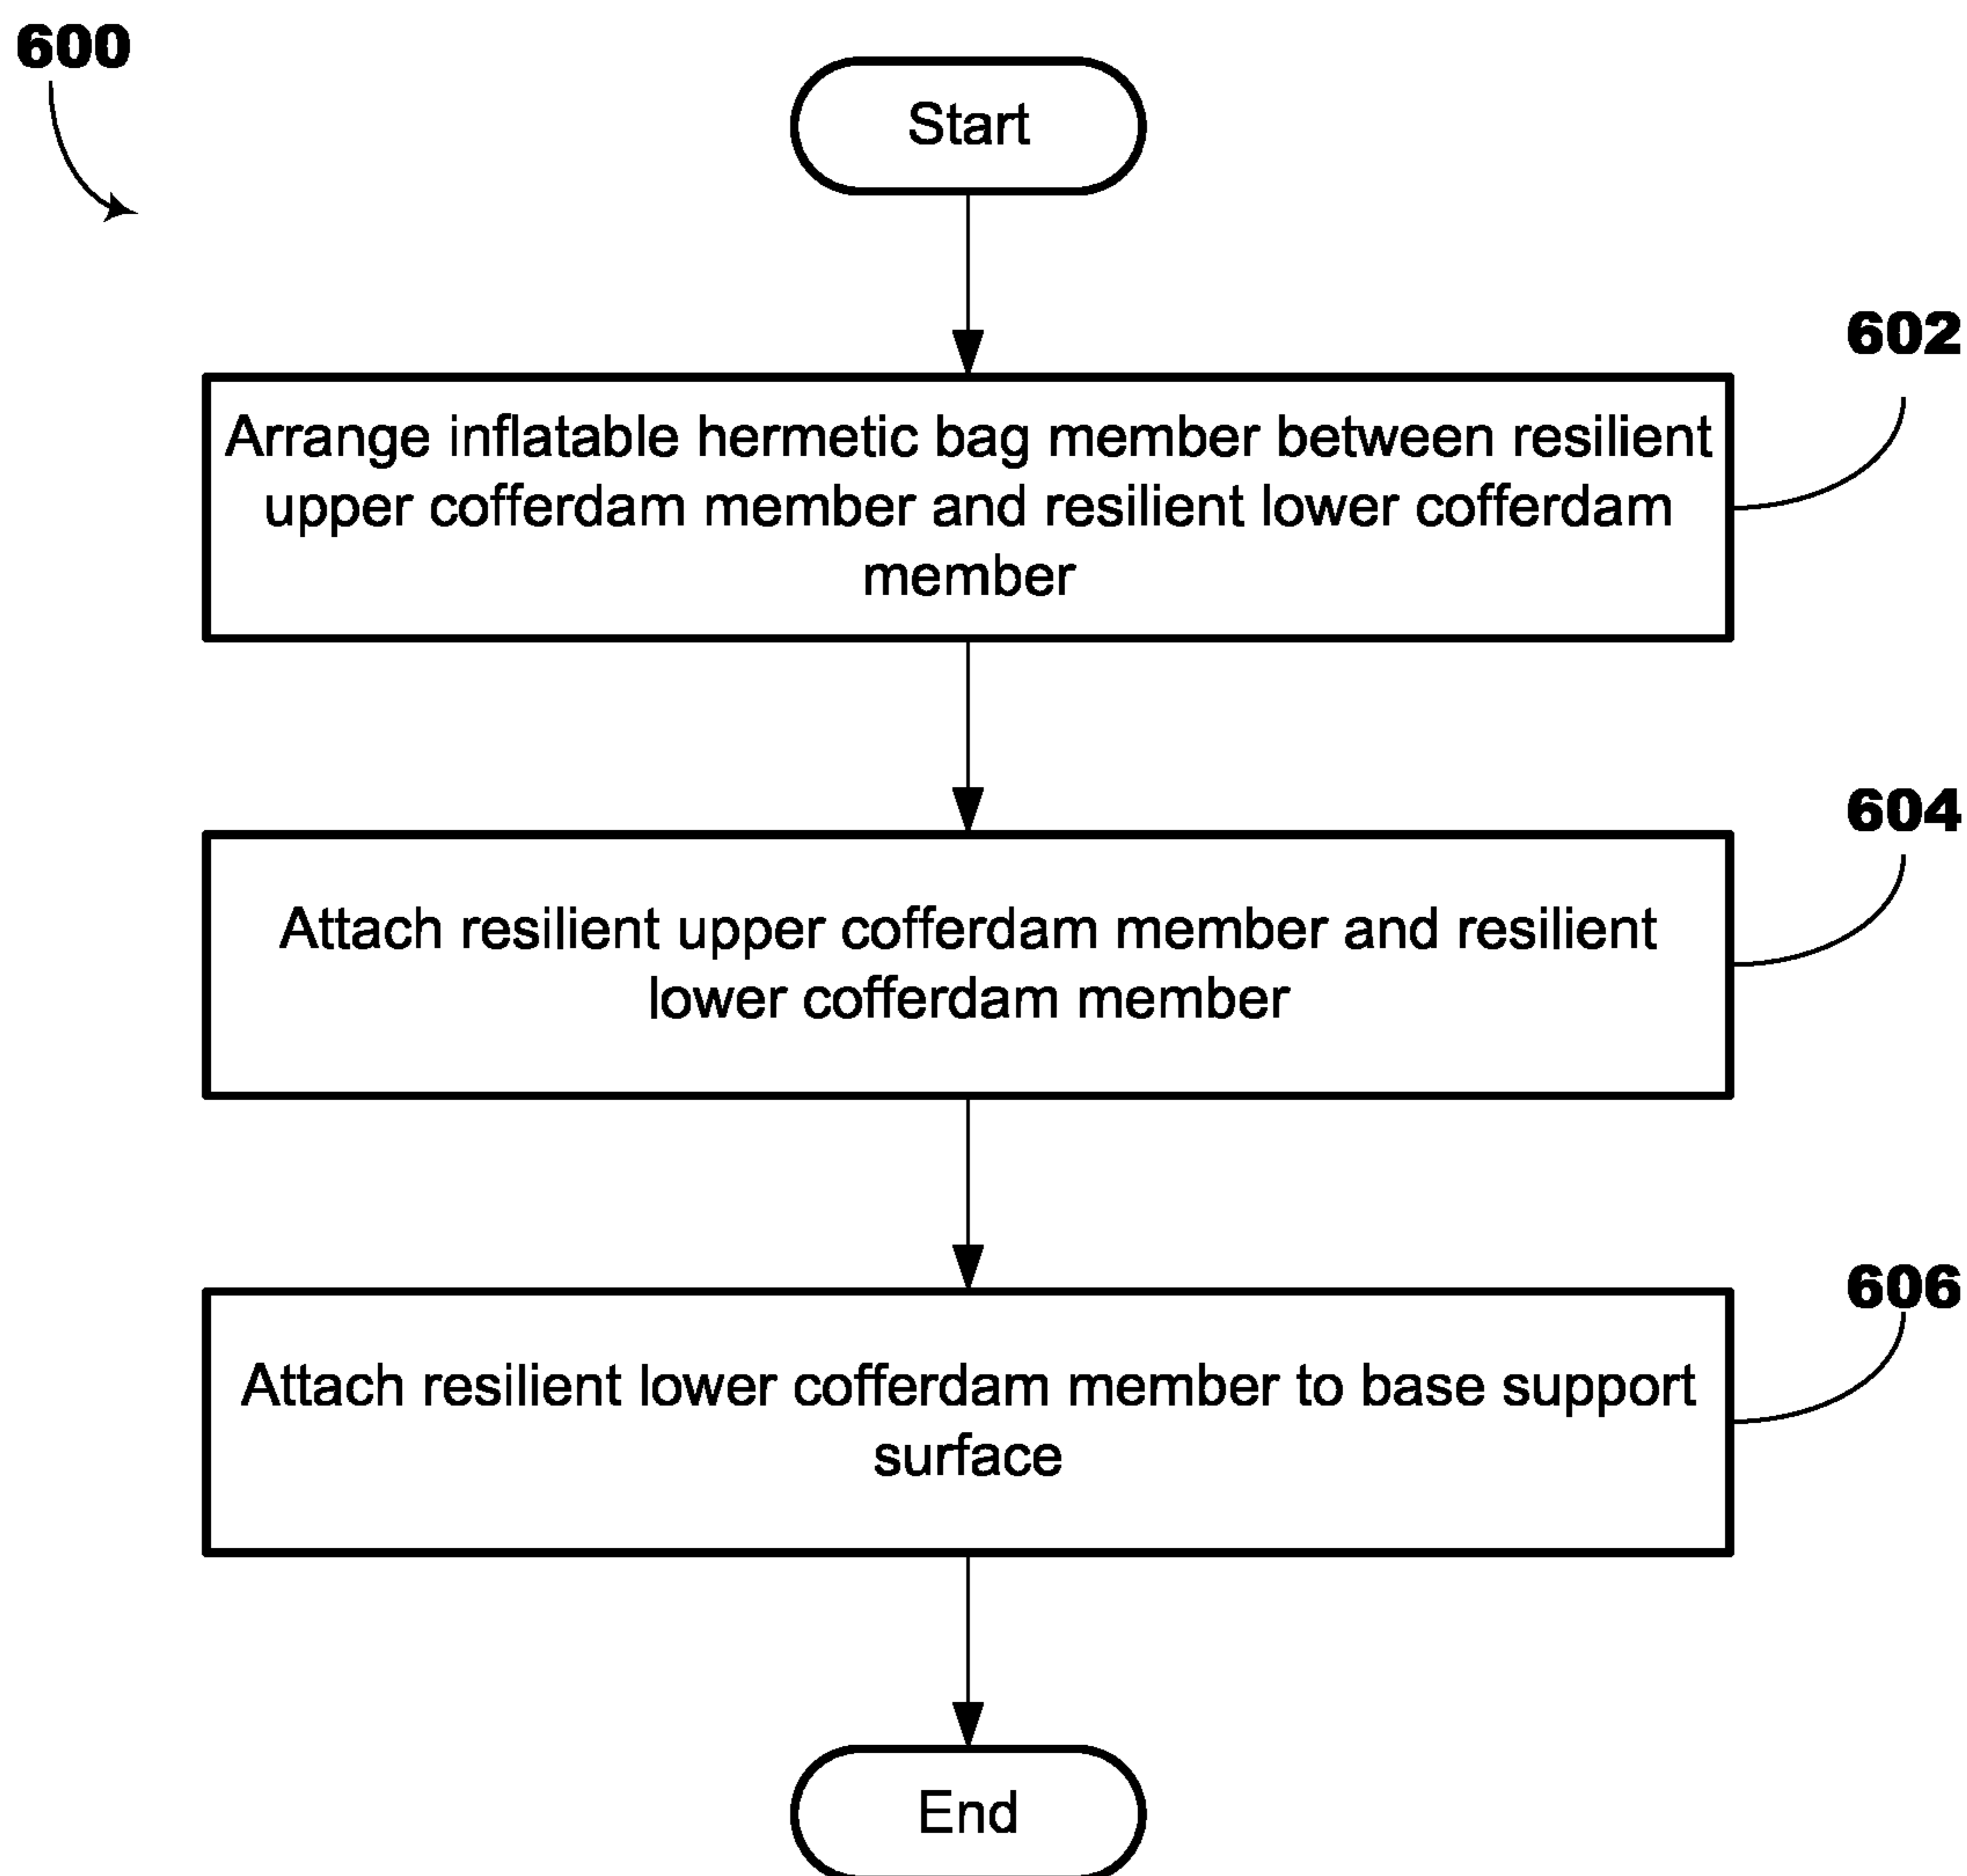 600
Start
602
Arrange inflatable hermetic bag member between resilient
upper cofferdam member and resilient lower cofferdam
member
604
Attach resilient upper cofferdam member and resilient
lower cofferdam member
606
Attach resilient lower cofferdam member to base support
surface
End